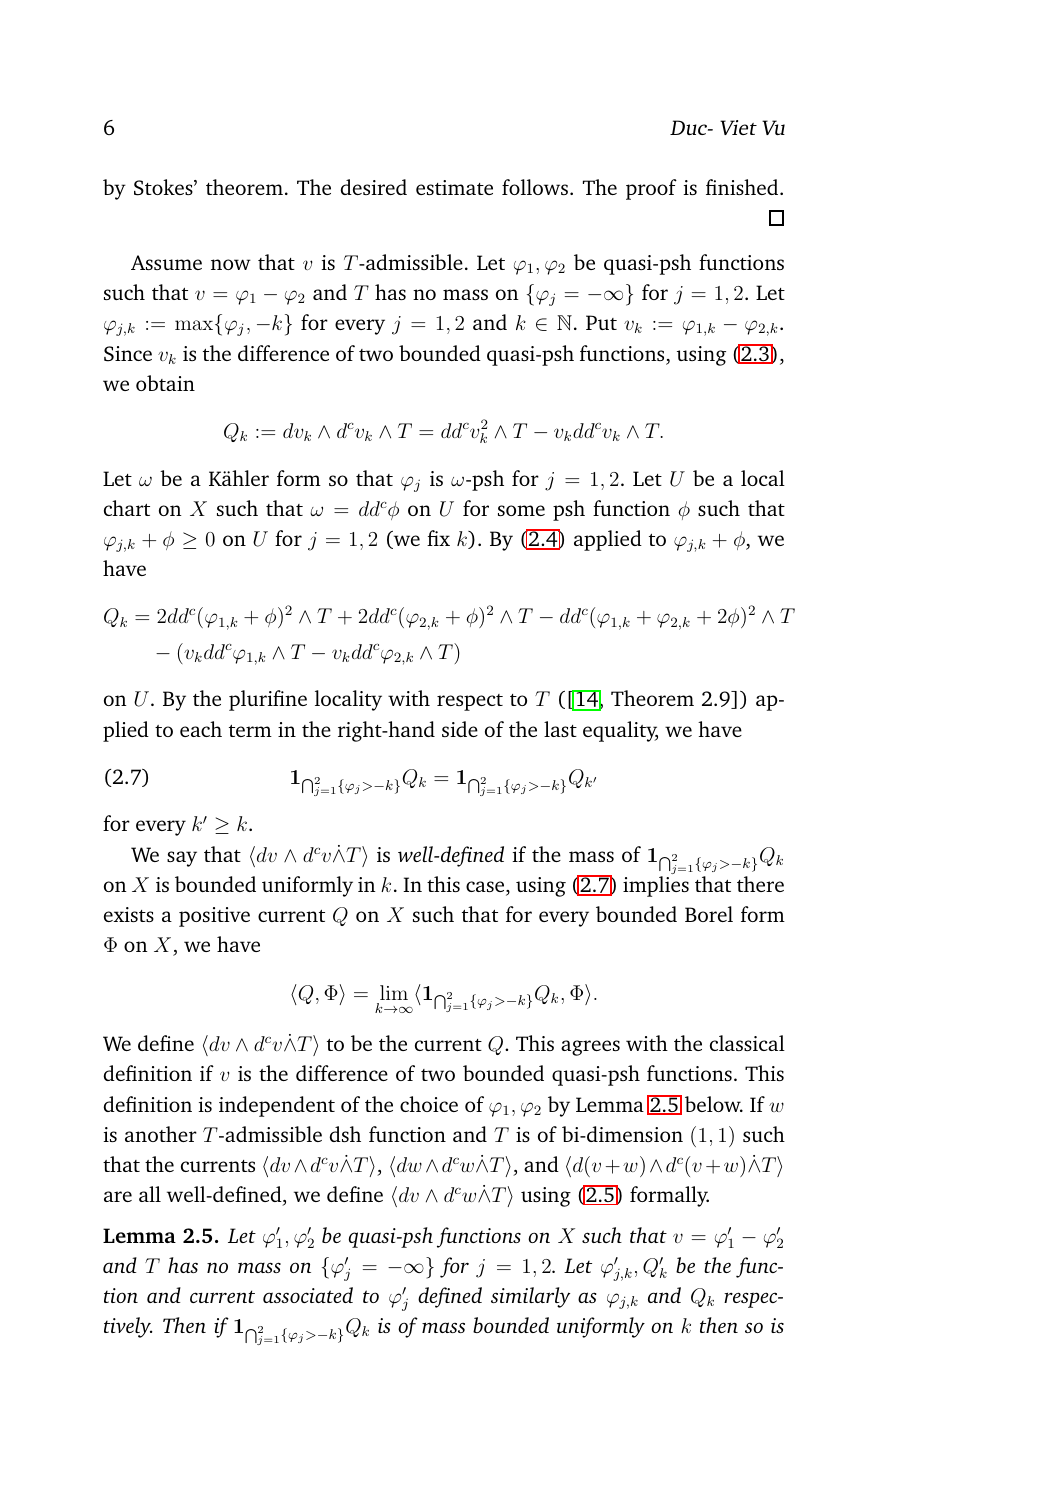 6 Duc- Viet Vu
by Stokes’ theorem. The desired estimate follows. The proof is finished.
□
Assume now that v is T-admissible. Let φ₁, φ₂ be quasi-psh functions
such that v = φ₁ − φ₂ and T has no mass on {φⱼ = −∞} for j = 1, 2. Let
φⱼ,ₖ := max{φⱼ, −k} for every j = 1, 2 and k ∈ ℕ. Put vₖ := φ₁,ₖ − φ₂,ₖ.
Since vₖ is the difference of two bounded quasi-psh functions, using (2.3),
we obtain
Qₖ := dvₖ ∧ dᶜvₖ ∧ T = ddᶜvₖ² ∧ T − vₖddᶜvₖ ∧ T.
Let ω be a Kähler form so that φⱼ is ω-psh for j = 1, 2. Let U be a local
chart on X such that ω = ddᶜϕ on U for some psh function ϕ such that
φⱼ,ₖ + ϕ ≥ 0 on U for j = 1, 2 (we fix k). By (2.4) applied to φⱼ,ₖ + ϕ, we
have
Qₖ = 2ddᶜ(φ₁,ₖ + ϕ)² ∧ T + 2ddᶜ(φ₂,ₖ + ϕ)² ∧ T − ddᶜ(φ₁,ₖ + φ₂,ₖ + 2ϕ)² ∧ T
− (vₖddᶜφ₁,ₖ ∧ T − vₖddᶜφ₂,ₖ ∧ T)
on U. By the plurifine locality with respect to T ([14, Theorem 2.9]) ap-
plied to each term in the right-hand side of the last equality, we have
(2.7) 𝟏_{⋂_{j=1}^{2}{φⱼ>−k}}Qₖ = 𝟏_{⋂_{j=1}^{2}{φⱼ>−k}}Q_{k′}
for every k′ ≥ k.
We say that ⟨dv ∧ dᶜv∧̇T⟩ is well-defined if the mass of 𝟏_{⋂_{j=1}^{2}{φⱼ>−k}}Qₖ
on X is bounded uniformly in k. In this case, using (2.7) implies that there
exists a positive current Q on X such that for every bounded Borel form
Φ on X, we have
⟨Q, Φ⟩ = lim_{k→∞}⟨𝟏_{⋂_{j=1}^{2}{φⱼ>−k}}Qₖ, Φ⟩.
We define ⟨dv ∧ dᶜv∧̇T⟩ to be the current Q. This agrees with the classical
definition if v is the difference of two bounded quasi-psh functions. This
definition is independent of the choice of φ₁, φ₂ by Lemma 2.5 below. If w
is another T-admissible dsh function and T is of bi-dimension (1, 1) such
that the currents ⟨dv∧dᶜv∧̇T⟩, ⟨dw∧dᶜw∧̇T⟩, and ⟨d(v+w)∧dᶜ(v+w)∧̇T⟩
are all well-defined, we define ⟨dv ∧ dᶜw∧̇T⟩ using (2.5) formally.
Lemma 2.5. Let φ′₁, φ′₂ be quasi-psh functions on X such that v = φ′₁ − φ′₂
and T has no mass on {φ′ⱼ = −∞} for j = 1, 2. Let φ′ⱼ,ₖ, Q′ₖ be the func-
tion and current associated to φ′ⱼ defined similarly as φⱼ,ₖ and Qₖ respec-
tively. Then if 𝟏_{⋂_{j=1}^{2}{φⱼ>−k}}Qₖ is of mass bounded uniformly on k then so is